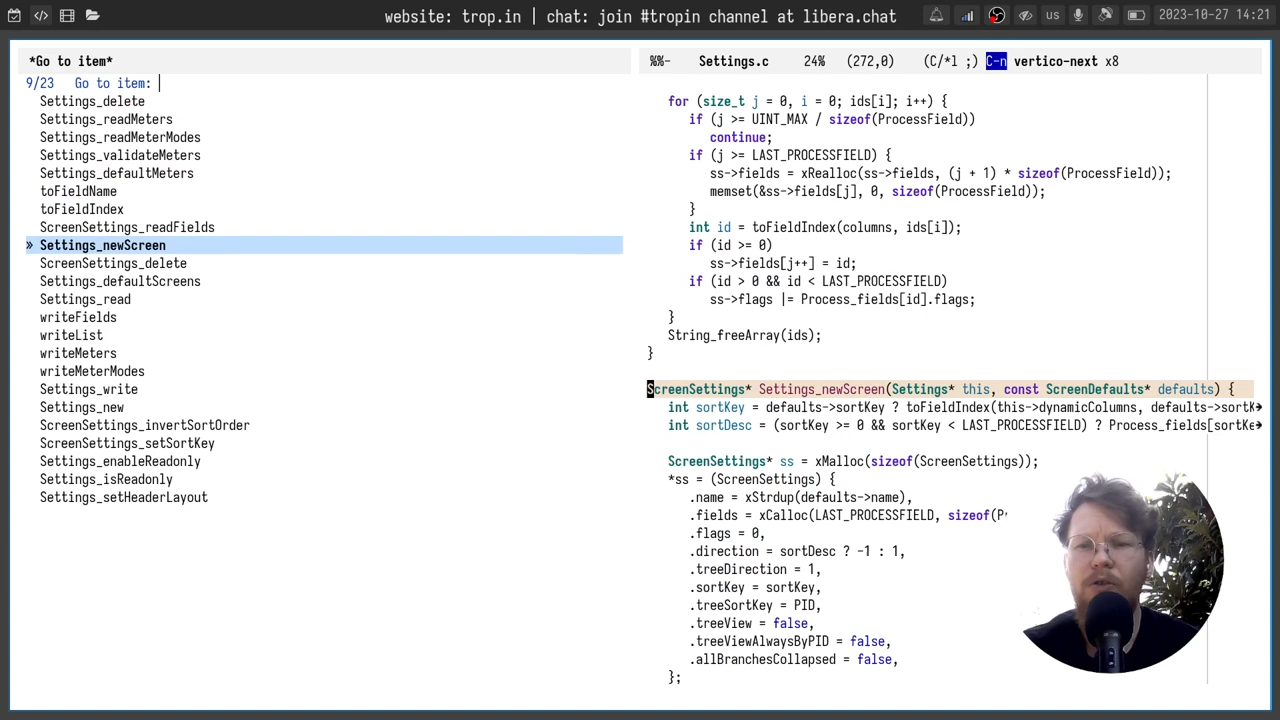 website: trop.in | chat: join #tropin channel at libera.chat
us
2023-10-27 14:21
*Go to item*
9/23 Go to item:
Settings_delete
Settings_readMeters
Settings_readMeterModes
Settings_validateMeters
Settings_defaultMeters
toFieldName
toFieldIndex
ScreenSettings_readFields
» Settings_newScreen
ScreenSettings_delete
Settings_defaultScreens
Settings_read
writeFields
writeList
writeMeters
writeMeterModes
Settings_write
Settings_new
ScreenSettings_invertSortOrder
ScreenSettings_setSortKey
Settings_enableReadonly
Settings_isReadonly
Settings_setHeaderLayout
%%- Settings.c 24% (272,0) (C/*l ;) C-n vertico-next x8
for (size_t j = 0, i = 0; ids[i]; i++) {
if (j >= UINT_MAX / sizeof(ProcessField))
continue;
if (j >= LAST_PROCESSFIELD) {
ss->fields = xRealloc(ss->fields, (j + 1) * sizeof(ProcessField));
memset(&ss->fields[j], 0, sizeof(ProcessField));
}
int id = toFieldIndex(columns, ids[i]);
if (id >= 0)
ss->fields[j++] = id;
if (id > 0 && id < LAST_PROCESSFIELD)
ss->flags |= Process_fields[id].flags;
}
String_freeArray(ids);
}
ScreenSettings* Settings_newScreen(Settings* this, const ScreenDefaults* defaults) {
int sortKey = defaults->sortKey ? toFieldIndex(this->dynamicColumns, defaults->sortK
int sortDesc = (sortKey >= 0 && sortKey < LAST_PROCESSFIELD) ? Process_fields[sortKe
ScreenSettings* ss = xMalloc(sizeof(ScreenSettings));
*ss = (ScreenSettings) {
.name = xStrdup(defaults->name),
.fields = xCalloc(LAST_PROCESSFIELD, sizeof(P
.flags = 0,
.direction = sortDesc ? -1 : 1,
.treeDirection = 1,
.sortKey = sortKey,
.treeSortKey = PID,
.treeView = false,
.treeViewAlwaysByPID = false,
.allBranchesCollapsed = false,
};